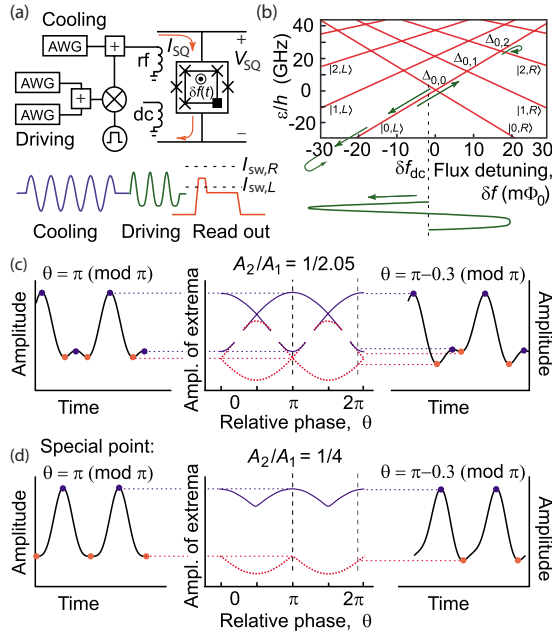 (a)
Cooling
AWG
+
rf
I_SQ
+
V_SQ
AWG
AWG
+
δf(t)
dc
−
Driving
I_sw,R
I_sw,L
Cooling
Driving
Read out
(b)
ε/h (GHz)
40
20
0
-20
Δ_0,2
Δ_0,1
Δ_0,0
|2,L⟩
|2,R⟩
|1,L⟩
|1,R⟩
|0,L⟩
|0,R⟩
-30
-20
-10
0
10
20
30
δf_dc
Flux detuning,
δf (mΦ_0)
(c)
θ = π (mod π)
A_2/A_1 = 1/2.05
θ = π−0.3 (mod π)
Amplitude
Ampl. of extrema
Amplitude
0
π
2π
Time
Relative phase, θ
Time
(d)
Special point:
θ = π (mod π)
A_2/A_1 = 1/4
θ = π−0.3 (mod π)
Amplitude
Ampl. of extrema
Amplitude
0
π
2π
Time
Relative phase, θ
Time